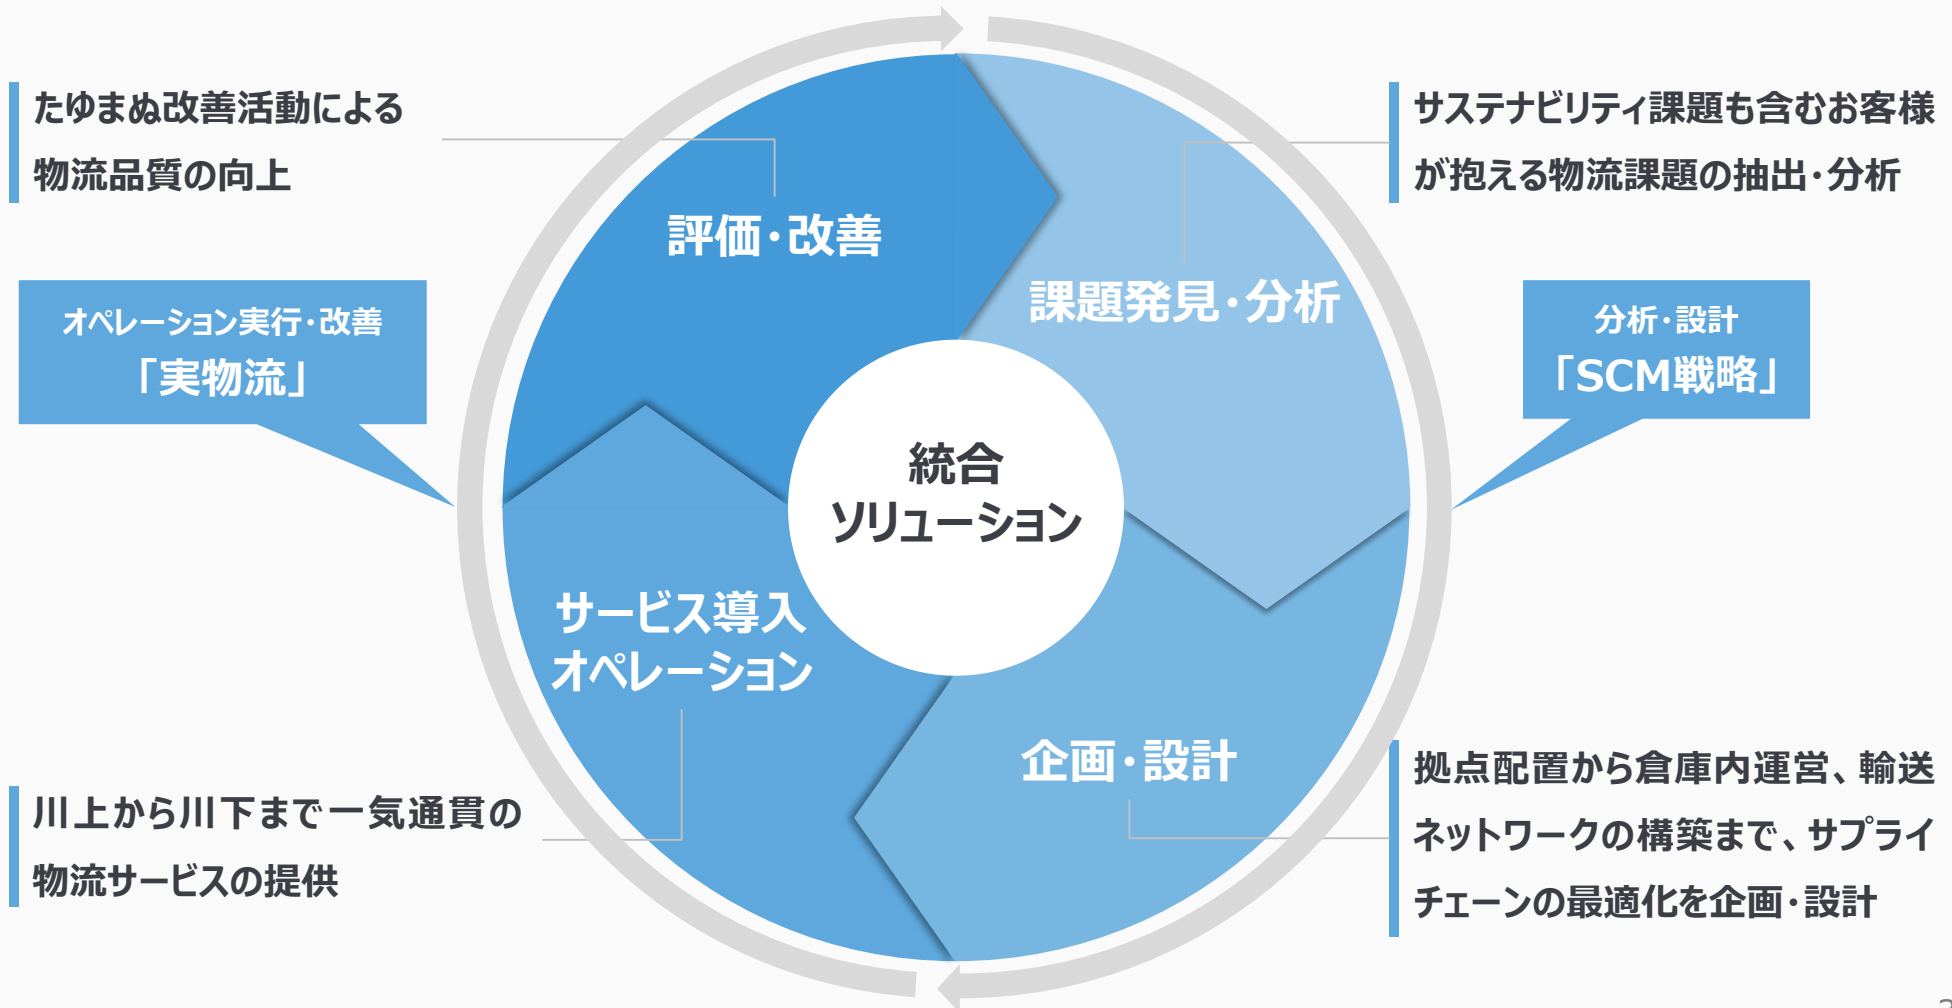 たゆまぬ改善活動による
物流品質の向上
サステナビリティ課題も含むお客様
が抱える物流課題の抽出・分析
評価・改善
課題発見・分析
オペレーション実行・改善
「実物流」
分析・設計
「SCM戦略」
統合
ソリューション
サービス導入
オペレーション
企画・設計
川上から川下まで一気通貫の
物流サービスの提供
拠点配置から倉庫内運営、輸送
ネットワークの構築まで、サプライ
チェーンの最適化を企画・設計